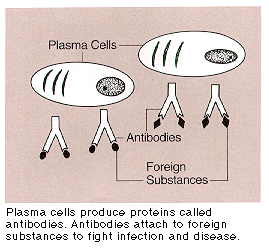 Plasma Cells
Antibodies
Foreign
Substances
Plasma cells produce proteins called
antibodies. Antibodies attach to foreign
substances to fight infection and disease.